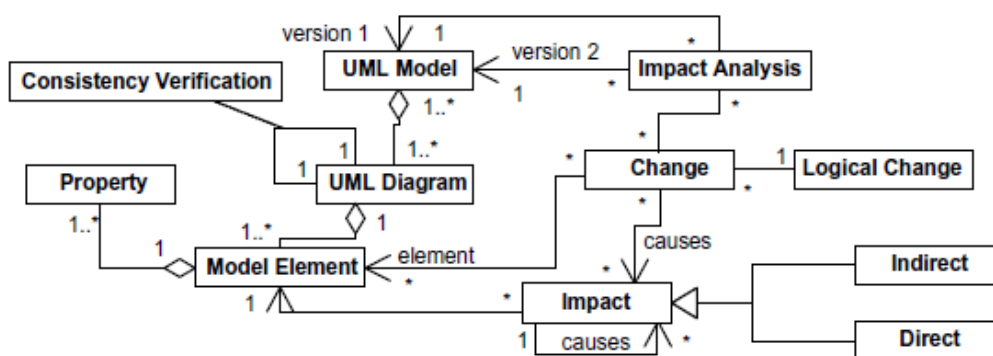 version 1
1
*
UML Model
version 2
Impact Analysis
Consistency Verification
1
*
*
1..*
1..*
1
*
*
Property
1
UML Diagram
Change
1
Logical Change
*
*
1..*
1
1..*
1
causes
Model Element
element
*
*
Indirect
1
*
Impact
1
causes
*
Direct